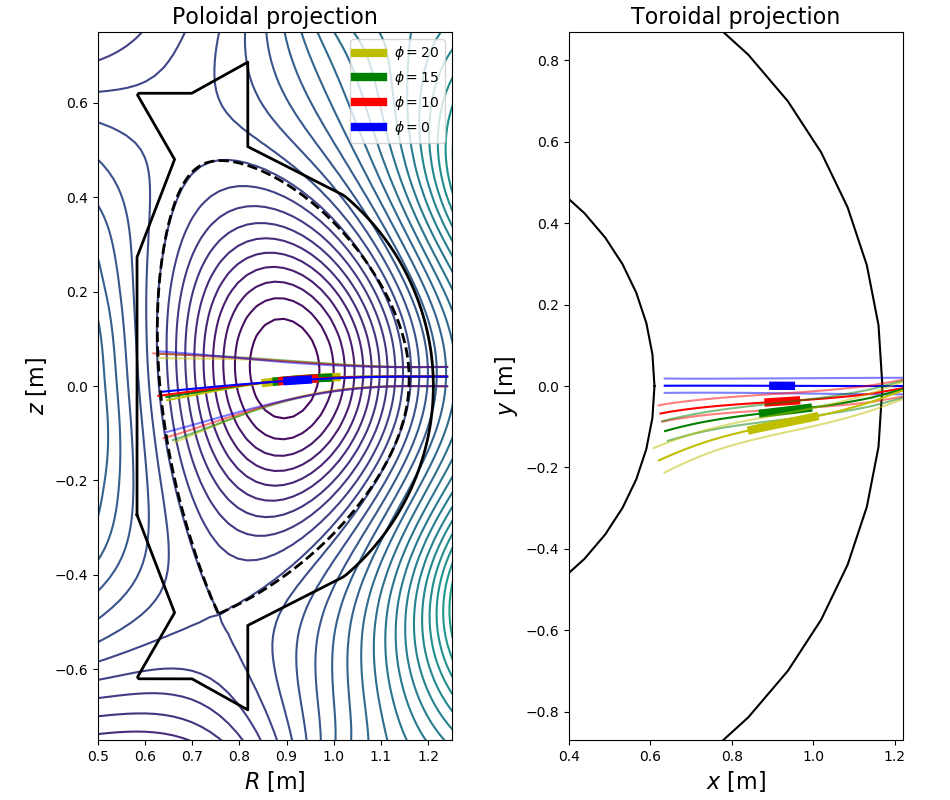 Poloidal projection
ϕ = 20
ϕ = 15
ϕ = 10
ϕ = 0
0.6
0.4
0.2
0.0
−0.2
−0.4
−0.6
z [m]
0.5 0.6 0.7 0.8 0.9 1.0 1.1 1.2
R [m]
Toroidal projection
0.8
0.6
0.4
0.2
0.0
−0.2
−0.4
−0.6
−0.8
y [m]
0.4 0.6 0.8 1.0 1.2
x [m]